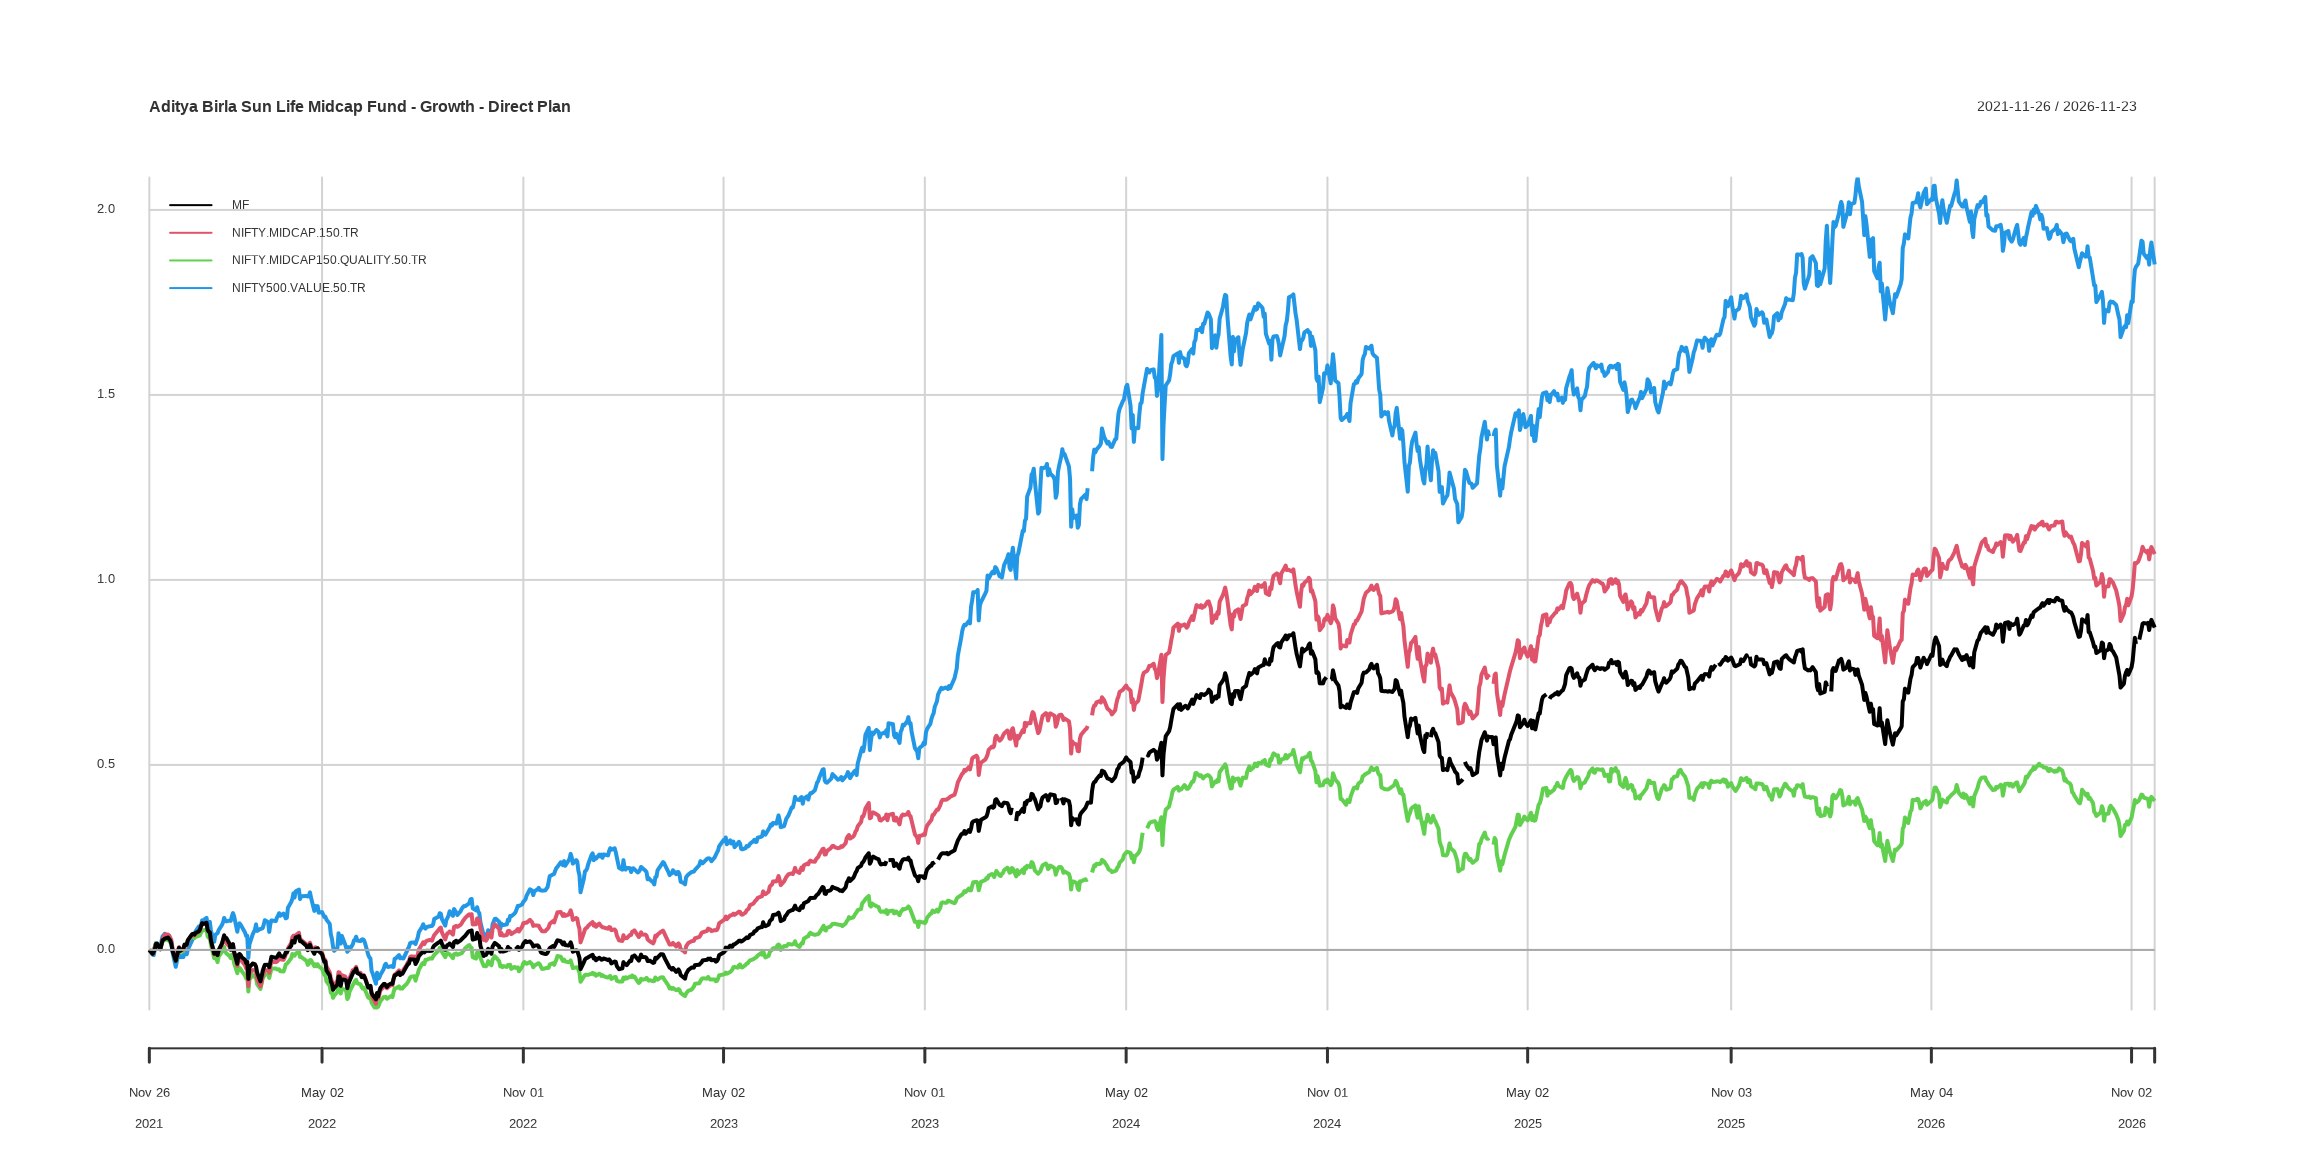 Aditya Birla Sun Life Midcap Fund - Growth - Direct Plan
2021-11-26 / 2026-11-23
MF
NIFTY.MIDCAP.150.TR
NIFTY.MIDCAP150.QUALITY.50.TR
NIFTY500.VALUE.50.TR
2.0
1.5
1.0
0.5
0.0
Nov 26 May 02 Nov 01 May 02 Nov 01 May 02 Nov 01 May 02 Nov 03 May 04 Nov 02
2021 2022 2022 2023 2023 2024 2024 2025 2025 2026 2026